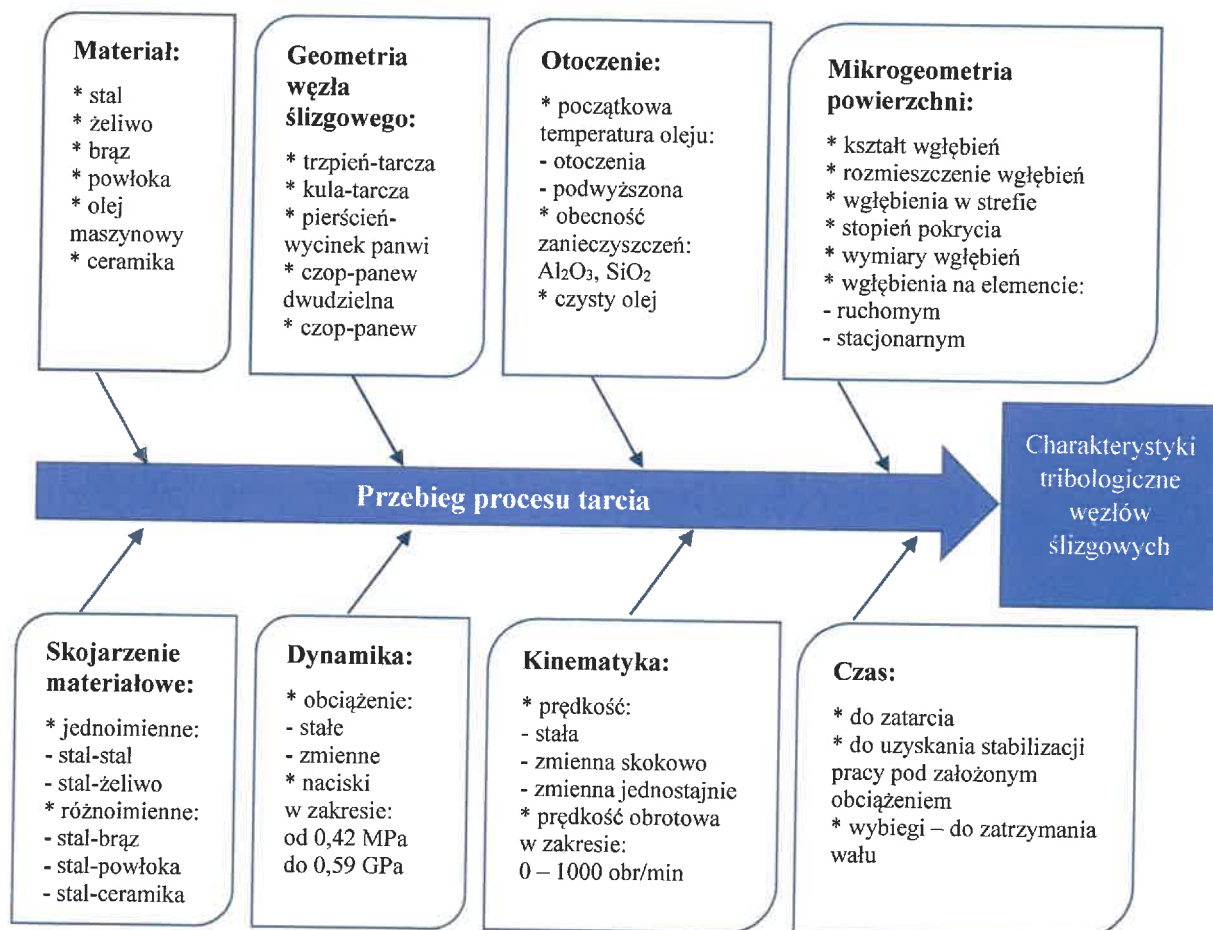 Materiał:
* stal
* żeliwo
* brąz
* powłoka
* olej
maszynowy
* ceramika
Geometria
węzła
ślizgowego:
* trzpień-tarcza
* kula-tarcza
* pierścień-
wycinek panwi
* czop-panew
dwudzielna
* czop-panew
Otoczenie:
* początkowa
temperatura oleju:
- otoczenia
- podwyższona
* obecność
zanieczyszczeń:
Al₂O₃, SiO₂
* czysty olej
Mikrogeometria
powierzchni:
* kształt wgłębień
* rozmieszczenie wgłębień
* wgłębienia w strefie
* stopień pokrycia
* wymiary wgłębień
* wgłębienia na elemencie:
- ruchomym
- stacjonarnym
Przebieg procesu tarcia
Charakterystyki
tribologiczne
węzłów
ślizgowych
Skojarzenie
materiałowe:
* jednoimienne:
- stal-stal
- stal-żeliwo
* różnoimienne:
- stal-brąz
- stal-powłoka
- stal-ceramika
Dynamika:
* obciążenie:
- stałe
- zmienne
* naciski
w zakresie:
od 0,42 MPa
do 0,59 GPa
Kinematyka:
* prędkość:
- stała
- zmienna skokowo
- zmienna jednostajnie
* prędkość obrotowa
w zakresie:
0 – 1000 obr/min
Czas:
* do zatarcia
* do uzyskania stabilizacji
pracy pod założonym
obciążeniem
* wybiegi – do zatrzymania
wału